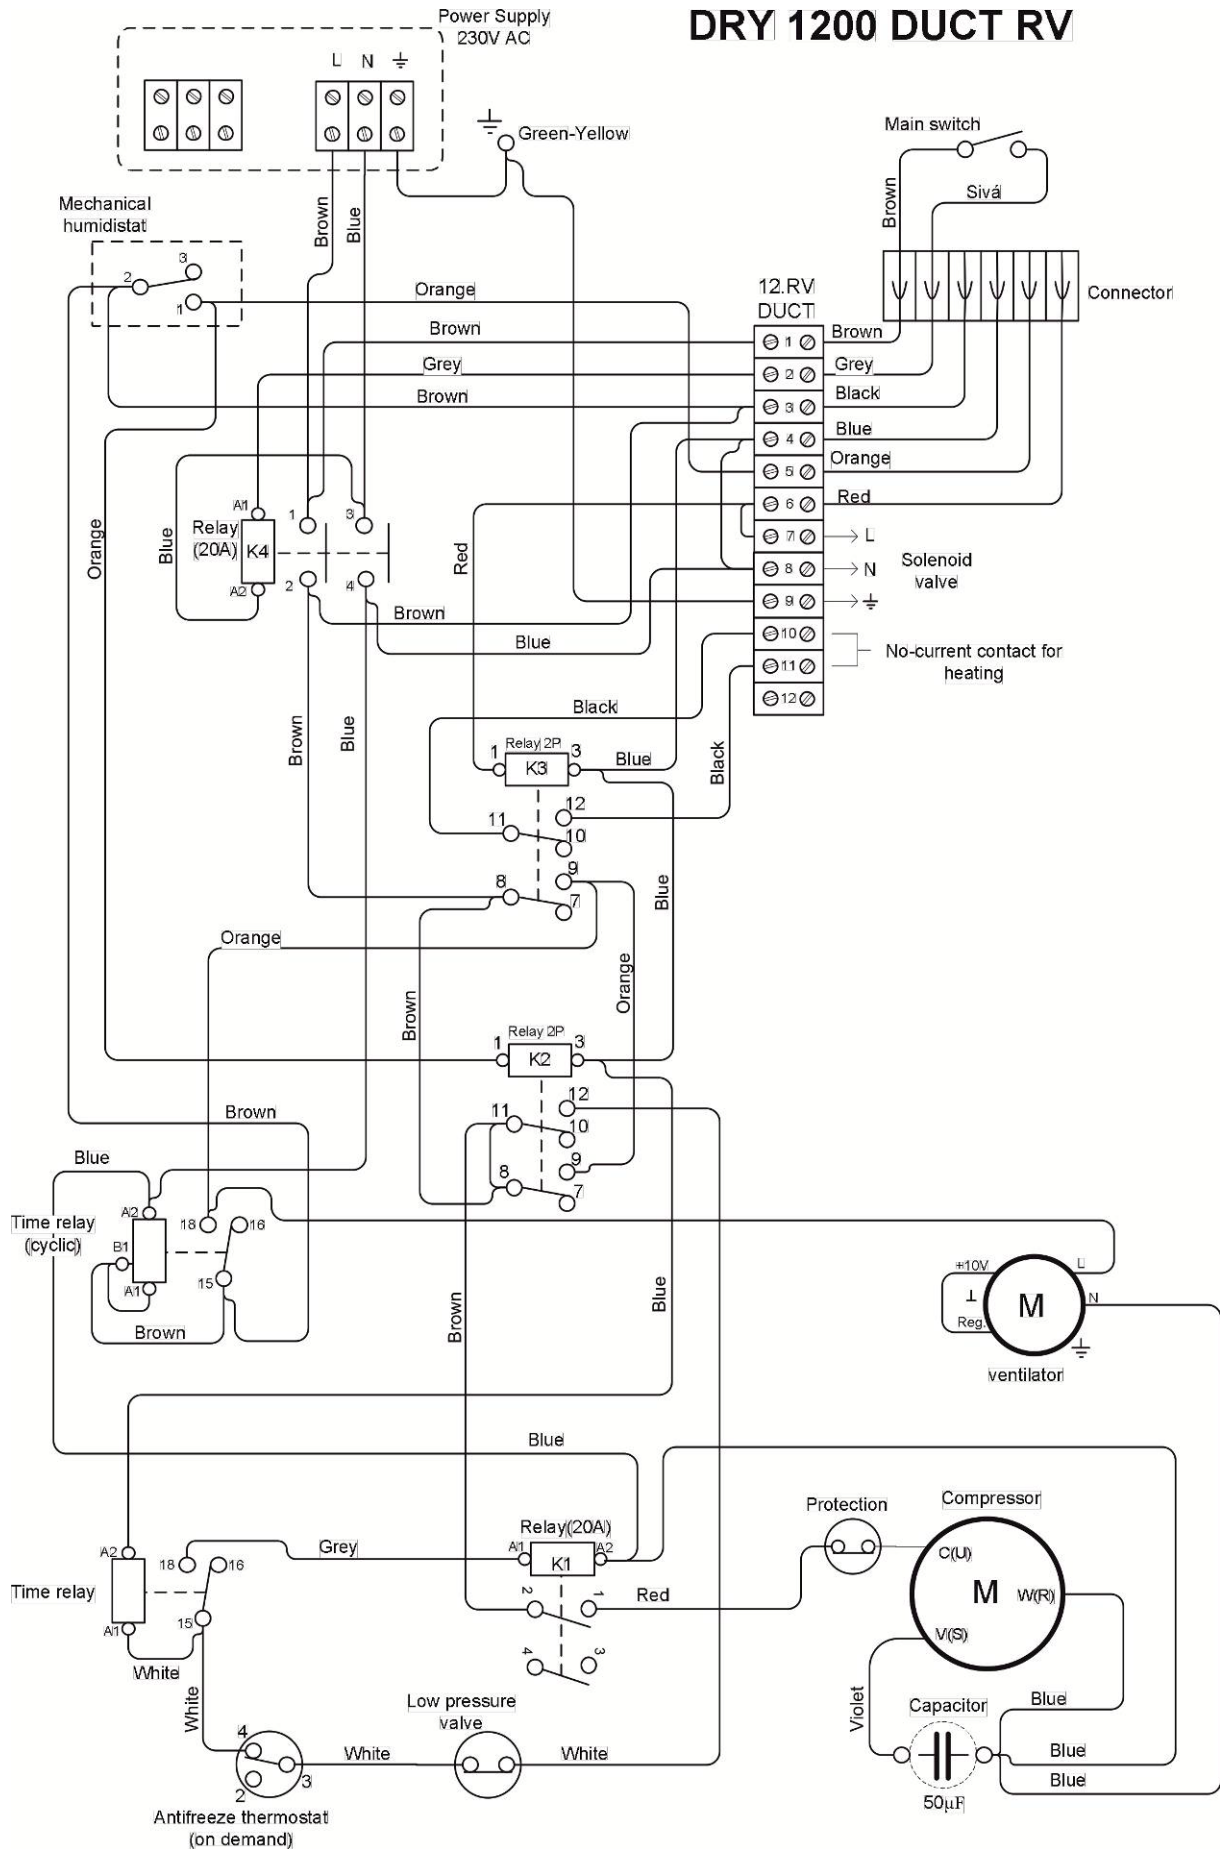 Power Supply
230V AC
DRY 1200 DUCT RV
L N
Green-Yellow
Main switch
Sivá
Brown
Mechanical
humidistat
Brown
Blue
2
3
1
Orange
12.RV
DUCT
Connector
Brown
1
Brown
Grey
2
Grey
Brown
3
Black
4
Blue
5
Orange
6
Red
7
L
8
N
Solenoid
valve
9
10
11
No-current contact for
heating
12
Orange
Blue
A1
Relay
(20A)
K4
A2
1
3
2
4
Red
Brown
Blue
Brown
Blue
Black
Black
Relay 2P
1
K3
3
Blue
12
11
10
9
8
7
Blue
Orange
Orange
Brown
Relay 2P
1
K2
3
12
11
10
9
8
7
Brown
Blue
Time relay
(cyclic)
A2
B1
A1
18
16
15
Brown
Brown
Blue
+10V
L
⊥
M
N
Reg.
ventilator
Blue
Relay(20A)
A1
K1
A2
2
1
4
3
Red
Grey
Protection
Compressor
C(U)
M
W(R)
V(S)
A2
Time relay
A1
18
16
15
White
White
Low pressure
valve
4
3
2
White
White
Antifreeze thermostat
(on demand)
Violet
Capacitor
50µF
Blue
Blue
Blue